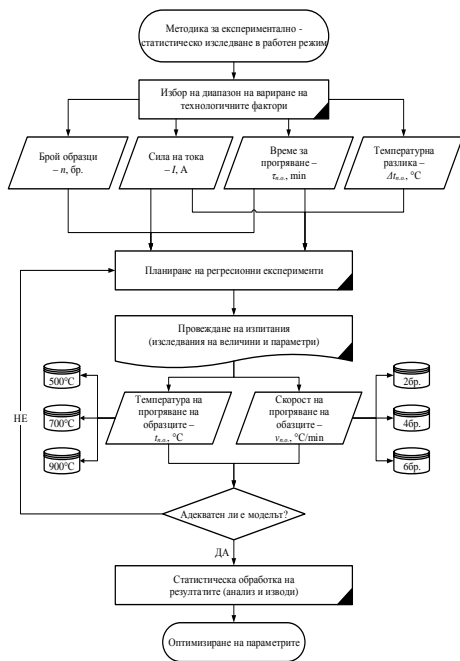 Методика за експериментално -
статистическо изследване в работен режим
Избор на диапазон на вариране на
технологичните фактори
Брой образци
– n, бр.
Сила на тока
– I, А
Време за
прогряване –
τп.о., min
Температурна
разлика –
Δtп.о., °C
Планиране на регресионни експерименти
Провеждане на изпитания
(изследвания на величини и параметри)
500°C
700°C
900°C
Температура на
прогряване на
образците –
tп.о., °C
Скорост на
прогряване на
обазците –
vп.о., °C/min
2бр.
4бр.
6бр.
НЕ
Адекватен ли е моделът?
ДА
Статистическа обработка на
резултатите (анализ и изводи)
Оптимизиране на параметрите